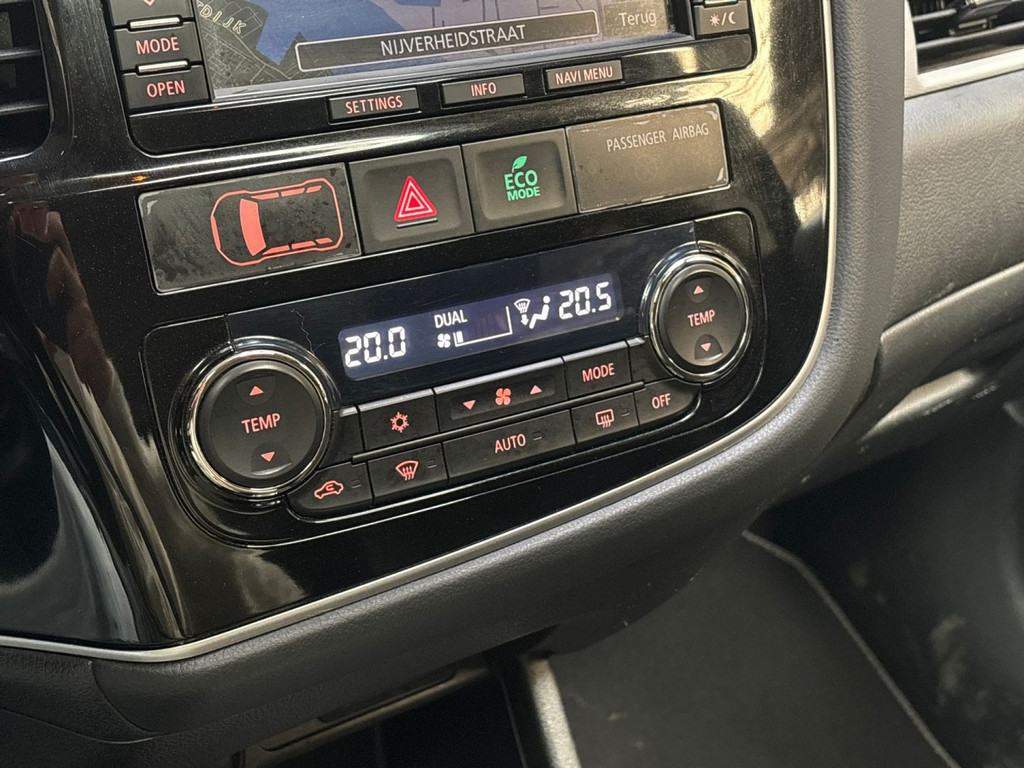 DIJK
MODE
NIJVERHEIDSTRAAT
Terug
OPEN
SETTINGS
INFO
NAVI MENU
PASSENGER AIRBAG
ECO
MODE
20.0
DUAL
20.5
TEMP
TEMP
MODE
AUTO
OFF